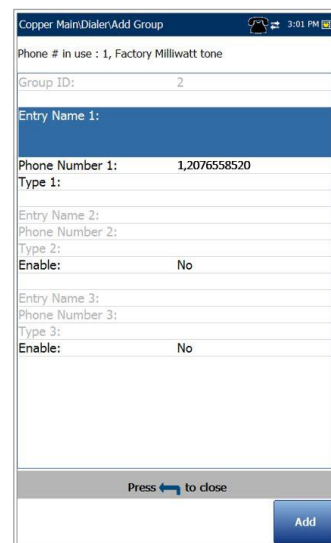 Copper Main\Dialer\Add Group 3:01 PM
Phone # in use : 1, Factory Milliwatt tone
Group ID: 2
Entry Name 1:
Phone Number 1: 1,2076558520
Type 1:
Entry Name 2:
Phone Number 2:
Type 2:
Enable: No
Entry Name 3:
Phone Number 3:
Type 3:
Enable: No
Press to close
Add